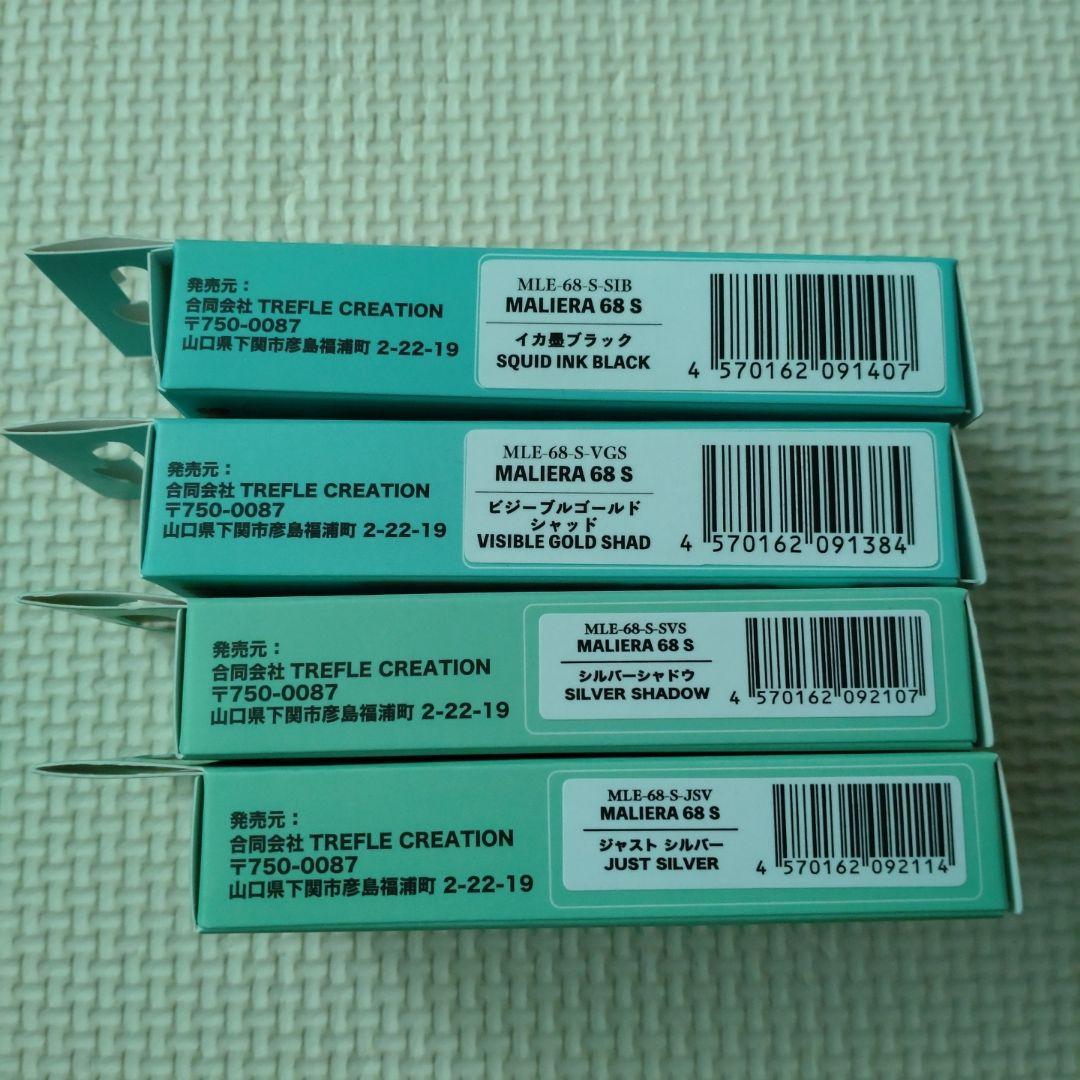 発売元：
合同会社 TREFLE CREATION
〒750-0087
山口県下関市彦島福浦町 2-22-19
MLE-68-S-SIB
MALIERA 68 S
イカ墨ブラック
SQUID INK BLACK
4 570162 091407
発売元：
合同会社 TREFLE CREATION
〒750-0087
山口県下関市彦島福浦町 2-22-19
MLE-68-S-VGS
MALIERA 68 S
ビジーブルゴールド
シャッド
VISIBLE GOLD SHAD
4 570162 091384
発売元：
合同会社 TREFLE CREATION
〒750-0087
山口県下関市彦島福浦町 2-22-19
MLE-68-S-SVS
MALIERA 68 S
シルバーシャドウ
SILVER SHADOW
4 570162 092107
発売元：
合同会社 TREFLE CREATION
〒750-0087
山口県下関市彦島福浦町 2-22-19
MLE-68-S-JSV
MALIERA 68 S
ジャスト シルバー
JUST SILVER
4 570162 092114